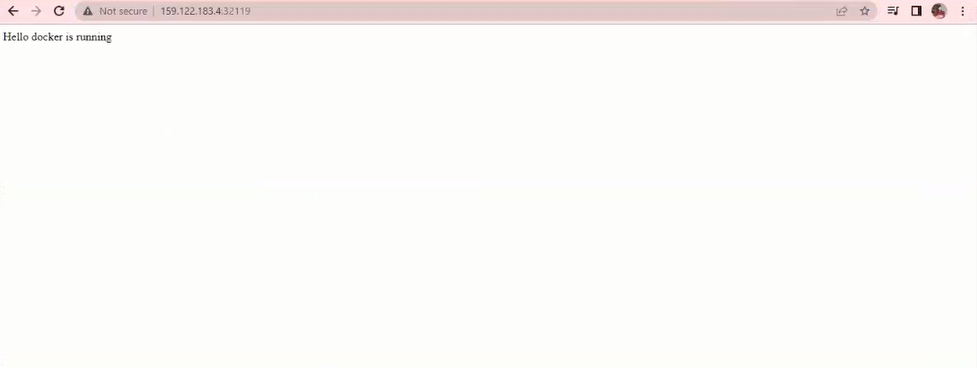 Not secure | 159.122.183.4:32119
Hello docker is running